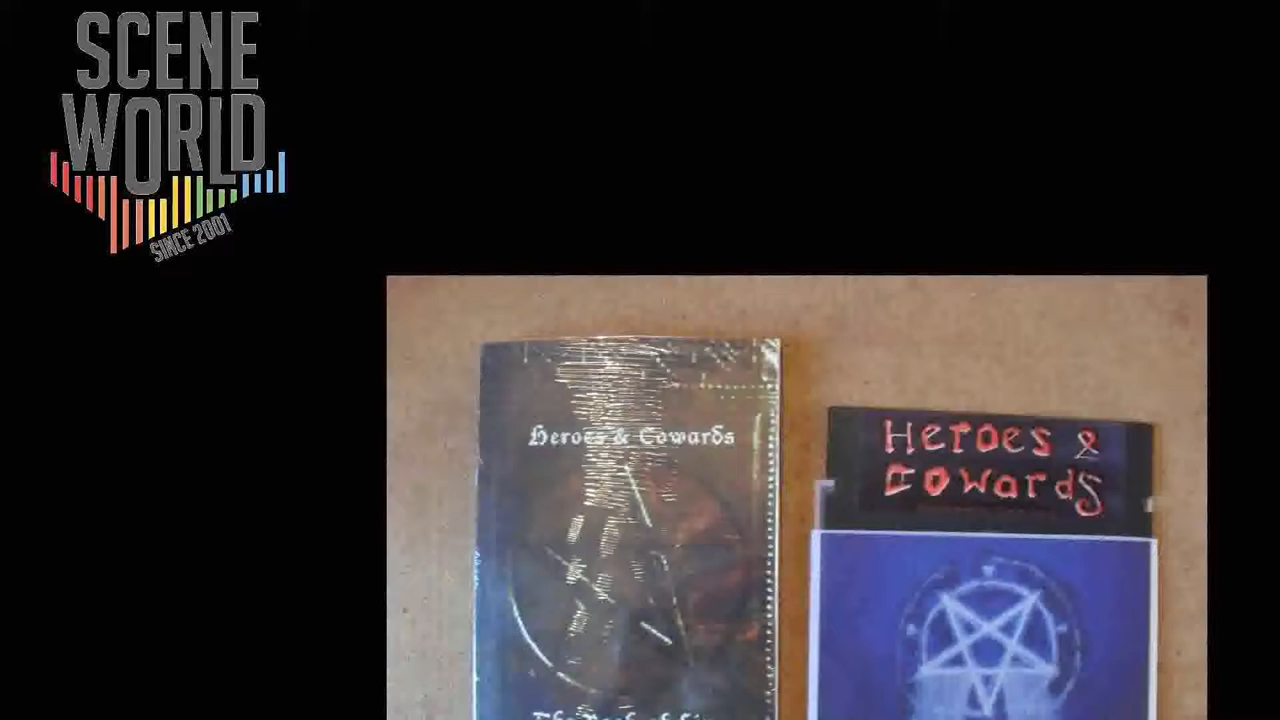 SCENE
WORLD
SINCE 2001
Heroes & Cowards
Heroes &
Cowards